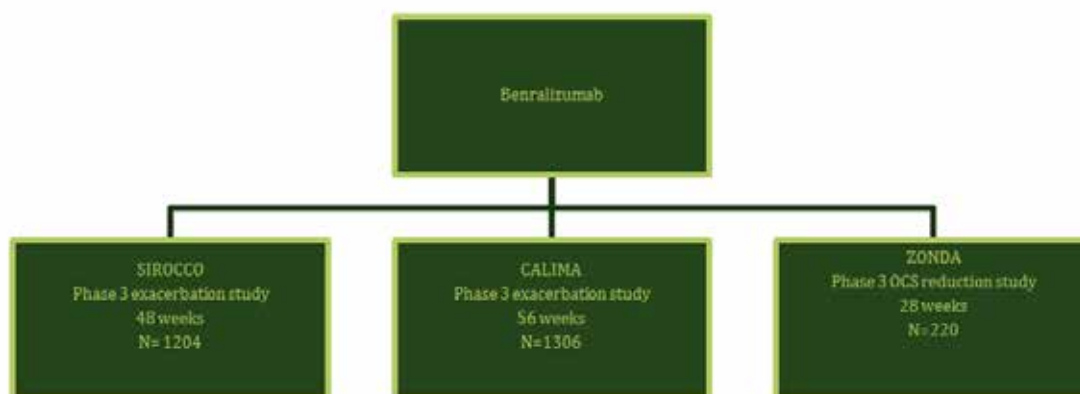 Benralizumab
SIROCCO
Phase 3 exacerbation study
48 weeks
N= 1204
CALIMA
Phase 3 exacerbation study
56 weeks
N=1306
ZONDA
Phase 3 OCS reduction study
28 weeks
N=220